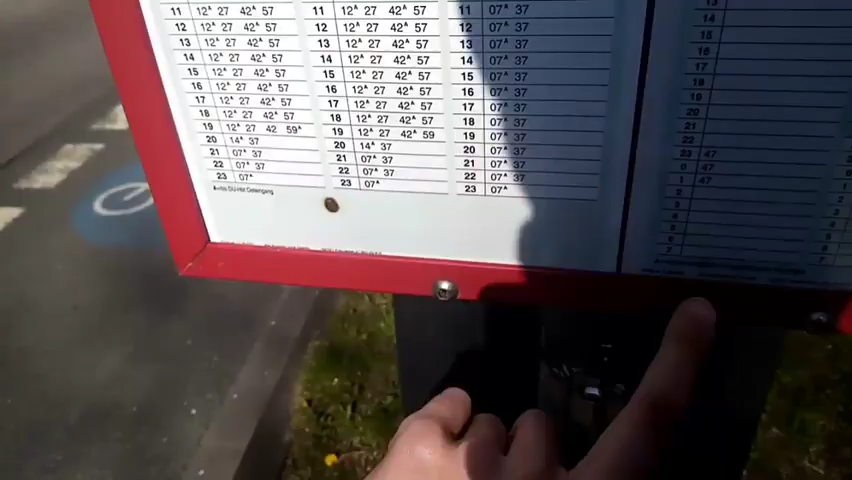 11 12ᴬ 27 42ᴬ 57 11 12ᴬ 27 42ᴬ 57 11 07ᴬ 37
12 12ᴬ 27 42ᴬ 57 12 12ᴬ 27 42ᴬ 57 12 07ᴬ 37 14
13 12ᴬ 27 42ᴬ 57 13 12ᴬ 27 42ᴬ 57 13 07ᴬ 37 15
14 12ᴬ 27 42ᴬ 57 14 12ᴬ 27 42ᴬ 57 14 07ᴬ 37 16
15 12ᴬ 27 42ᴬ 57 15 12ᴬ 27 42ᴬ 57 15 07ᴬ 37 17
16 12ᴬ 27 42ᴬ 57 16 12ᴬ 27 42ᴬ 57 16 07ᴬ 37 18
17 12ᴬ 27 42ᴬ 57 17 12ᴬ 27 42ᴬ 57 17 07ᴬ 37 19
18 12ᴬ 27 42ᴬ 57 18 12ᴬ 27 42ᴬ 57 18 07ᴬ 37 20
19 12ᴬ 27 42 59ᴬ 19 12ᴬ 27 42ᴬ 59 19 07ᴬ 37 21
20 14ᴬ 37 20 14ᴬ 37 20 07ᴬ 37 22
21 07ᴬ 37 21 07ᴬ 37 21 07ᴬ 37 23 47
22 07ᴬ 37 22 07ᴬ 37 22 07ᴬ 37 0 47
23 07ᴬ 23 07ᴬ 23 07ᴬ 1 47
2
3
4
5
6
7